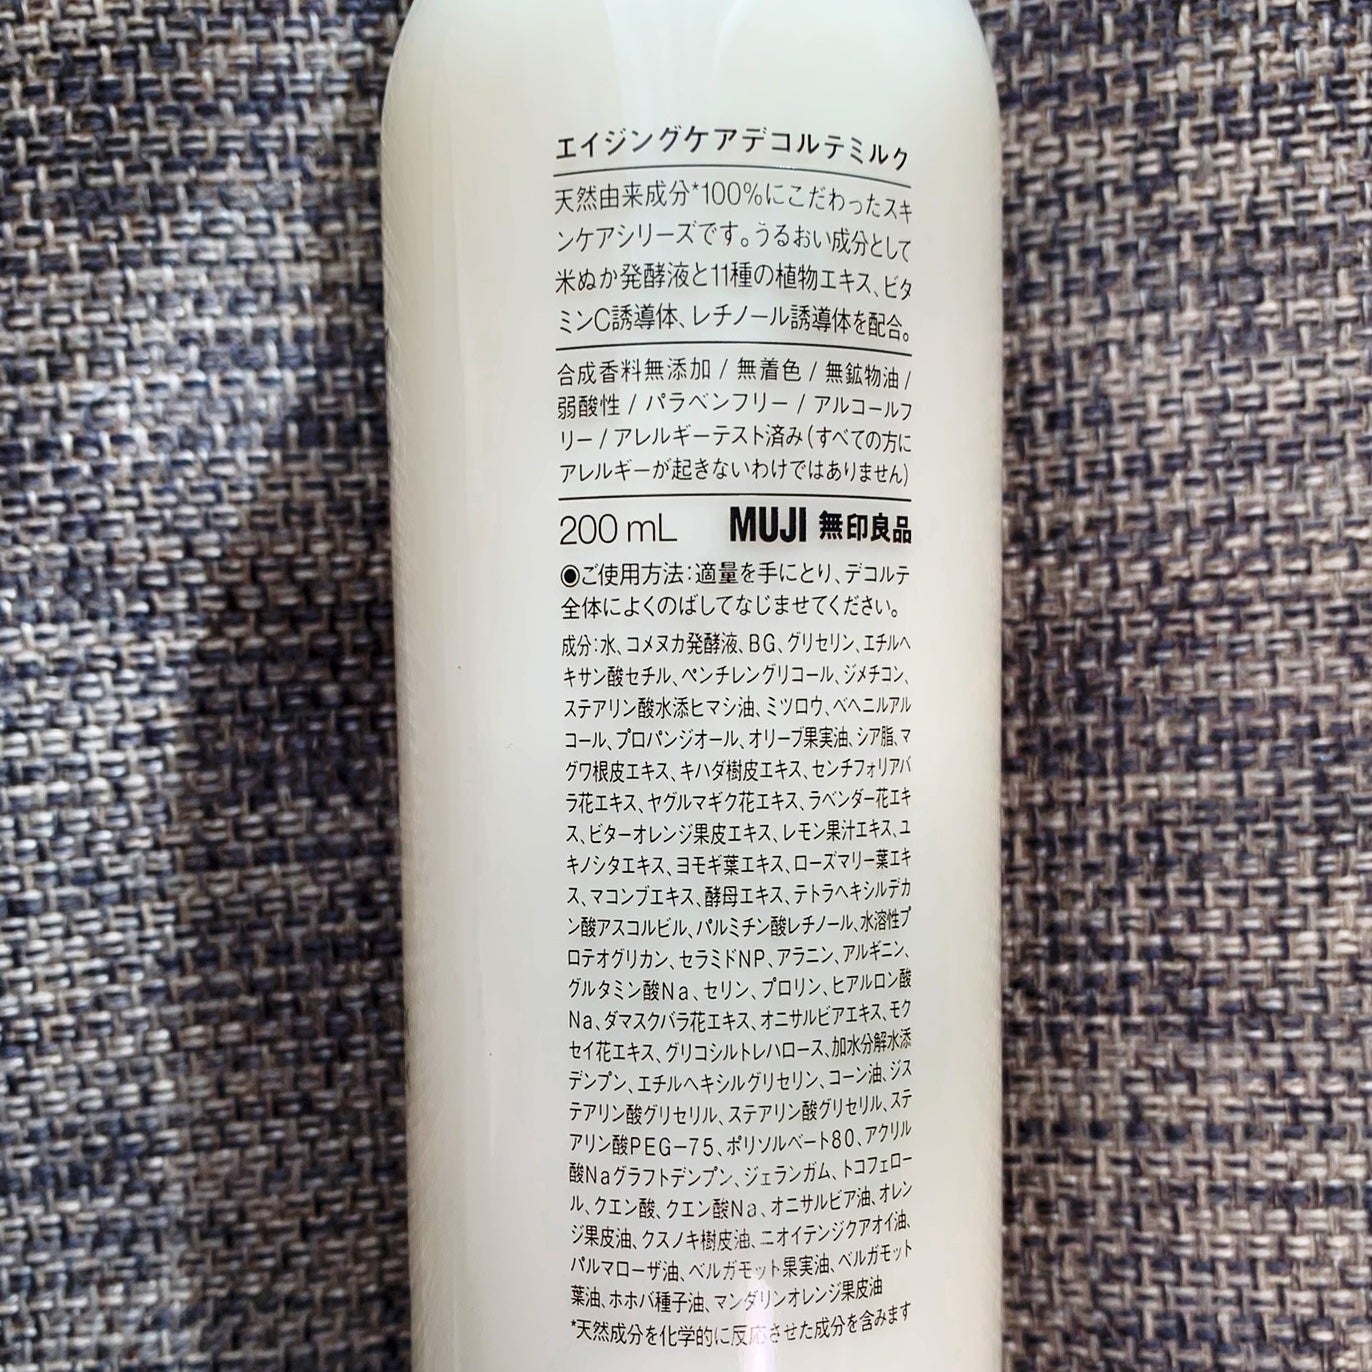 エイジングケアデコルテミルク
天然由来成分*100%にこだわったスキ
ンケアシリーズです。うるおい成分として
米ぬか発酵液と11種の植物エキス、ビタ
ミンC誘導体、レチノール誘導体を配合。
合成香料無添加 / 無着色 / 無鉱物油 /
弱酸性 / パラベンフリー / アルコールフ
リー / アレルギーテスト済み(すべての方に
アレルギーが起きないわけではありません)
200 mL MUJI 無印良品
◉ご使用方法:適量を手にとり、デコルテ
全体によくのばしてなじませてください。
成分:水、コメヌカ発酵液、BG、グリセリン、エチルヘ
キサン酸セチル、ペンチレングリコール、ジメチコン、
ステアリン酸水添ヒマシ油、ミツロウ、ベヘニルアル
コール、プロパンジオール、オリーブ果実油、シア脂、マ
グワ根皮エキス、キハダ樹皮エキス、センチフォリアバ
ラ花エキス、ヤグルマギク花エキス、ラベンダー花エキ
ス、ビターオレンジ果皮エキス、レモン果汁エキス、ユ
キノシタエキス、ヨモギ葉エキス、ローズマリー葉エキ
ス、マコンブエキス、酵母エキス、テトラヘキシルデカ
ン酸アスコルビル、パルミチン酸レチノール、水溶性プ
ロテオグリカン、セラミドNP、アラニン、アルギニン、
グルタミン酸Na、セリン、プロリン、ヒアルロン酸
Na、ダマスクバラ花エキス、オニサルビアエキス、モク
セイ花エキス、グリコシルトレハロース、加水分解水添
デンプン、エチルヘキシルグリセリン、コーン油、ジス
テアリン酸グリセリル、ステアリン酸グリセリル、ステ
アリン酸PEG−75、ポリソルベート80、アクリル
酸Naグラフトデンプン、ジェランガム、トコフェロー
ル、クエン酸、クエン酸Na、オニサルビア油、オレン
ジ果皮油、クスノキ樹皮油、ニオイテンジクアオイ油、
パルマローザ油、ベルガモット果実油、ベルガモット
葉油、ホホバ種子油、マンダリンオレンジ果皮油
*天然成分を化学的に反応させた成分を含みます